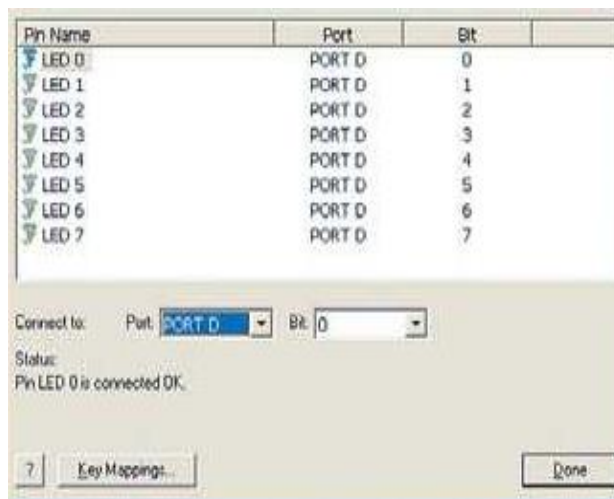 Pin Name Port Bit
LED 0 PORT D 0
LED 1 PORT D 1
LED 2 PORT D 2
LED 3 PORT D 3
LED 4 PORT D 4
LED 5 PORT D 5
LED 6 PORT D 6
LED 7 PORT D 7
Connect to: Port: PORT D Bit: 0
Status:
Pin LED 0 is connected OK.
? Key Mappings... Done